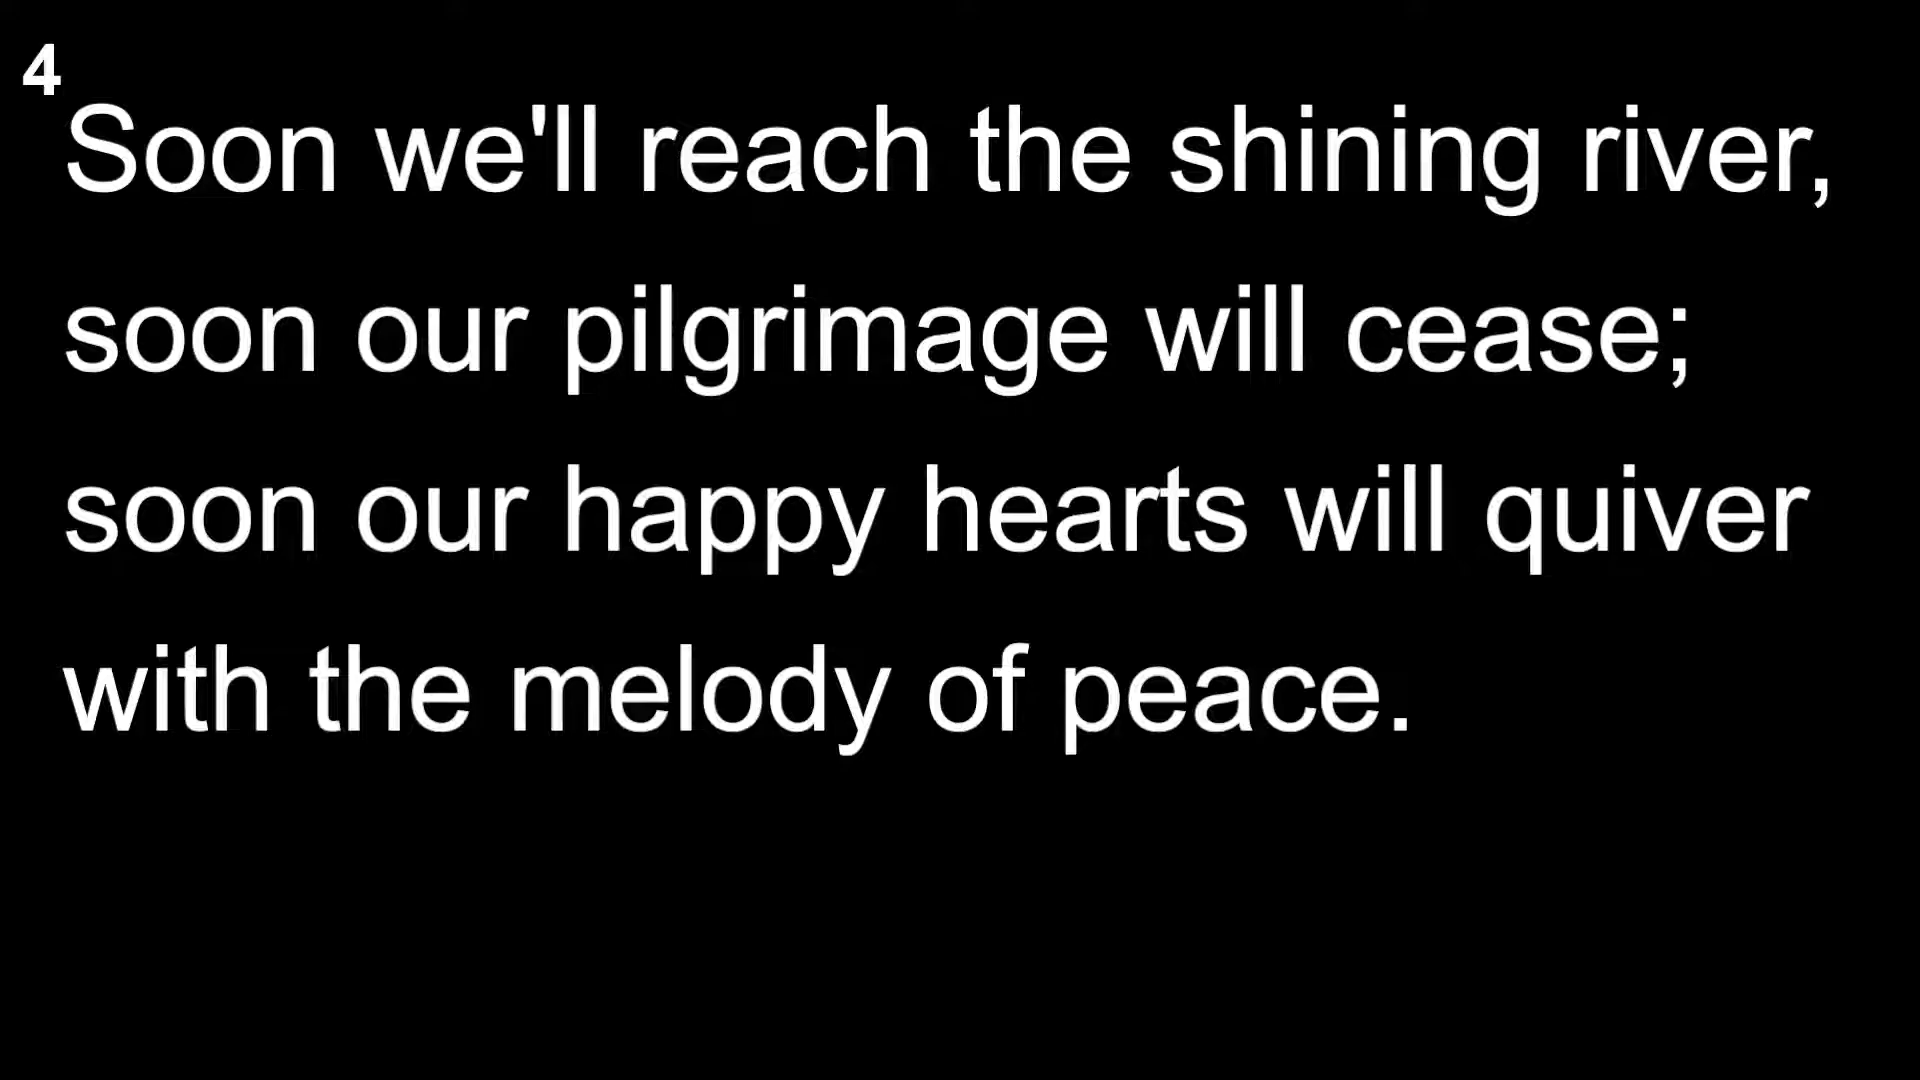 4
Soon we'll reach the shining river,
soon our pilgrimage will cease;
soon our happy hearts will quiver
with the melody of peace.